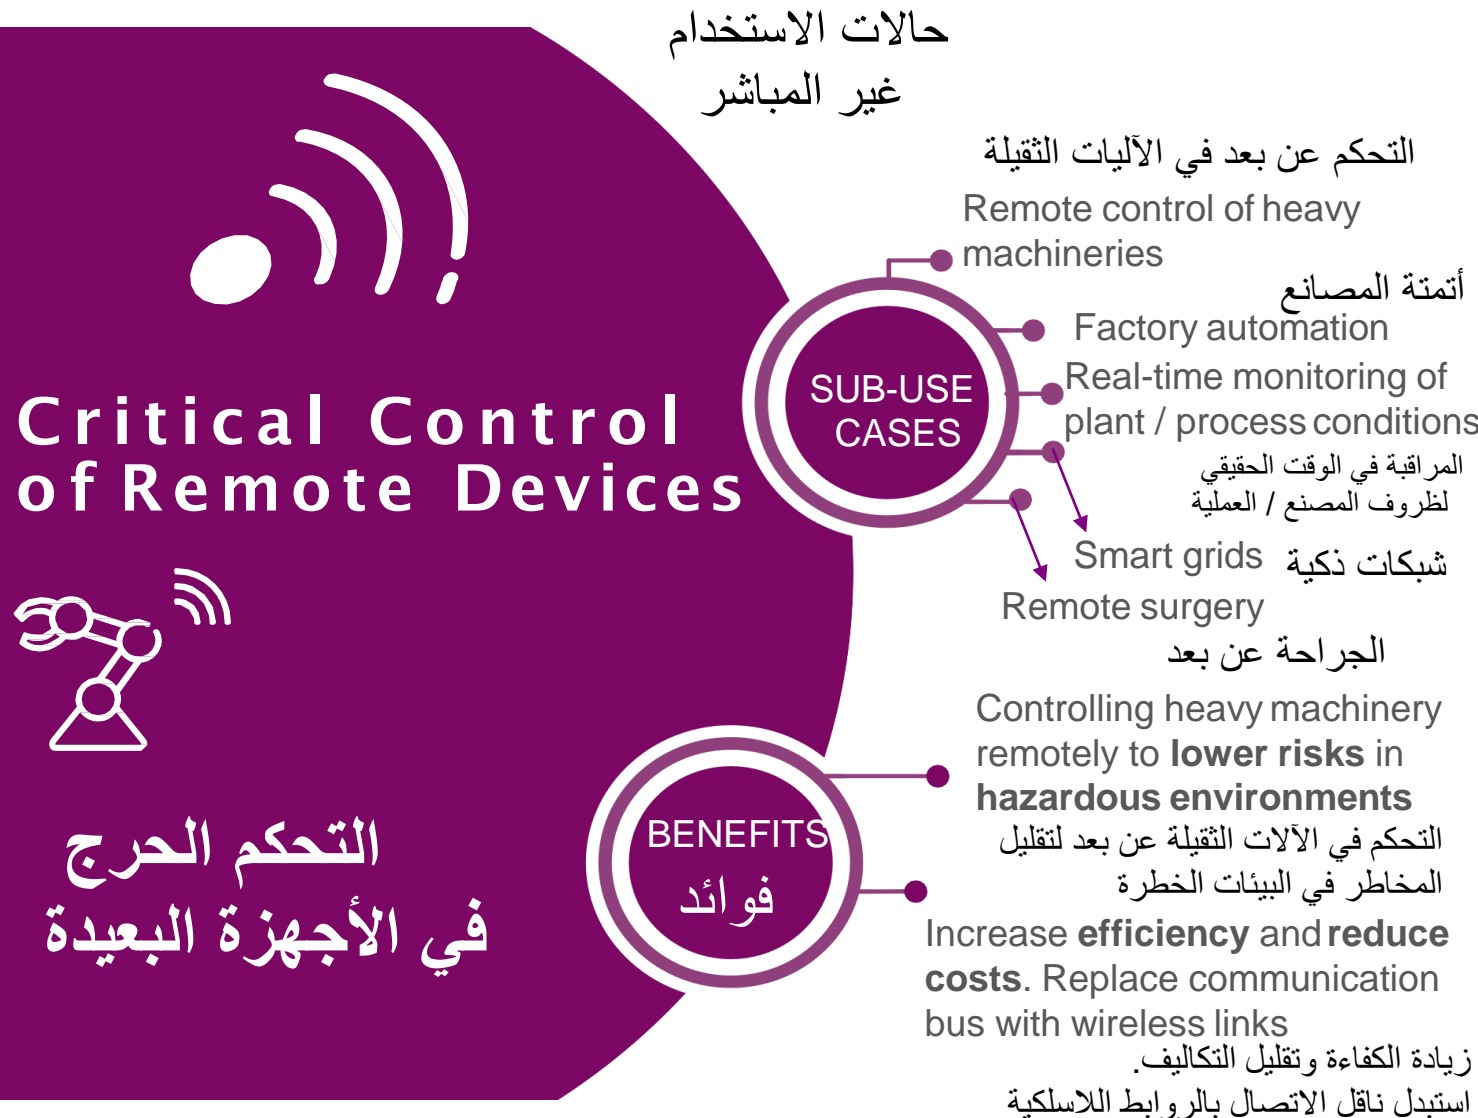 حالات الاستخدام
غير المباشر
التحكم عن بعد في الآليات الثقيلة
Remote control of heavy
machineries
أتمتة المصانع
Factory automation
Real-time monitoring of
plant / process conditions
المراقبة في الوقت الحقيقي
لظروف المصنع / العملية
Smart grids شبكات ذكية
Remote surgery
الجراحة عن بعد
SUB-USE
CASES
Critical Control
of Remote Devices
التحكم الحرج
في الأجهزة البعيدة
BENEFITS
فوائد
Controlling heavy machinery
remotely to lower risks in
hazardous environments
التحكم في الآلات الثقيلة عن بعد لتقليل
المخاطر في البيئات الخطرة
Increase efficiency and reduce
costs. Replace communication
bus with wireless links
زيادة الكفاءة وتقليل التكاليف.
استبدل ناقل الاتصال بالروابط اللاسلكية